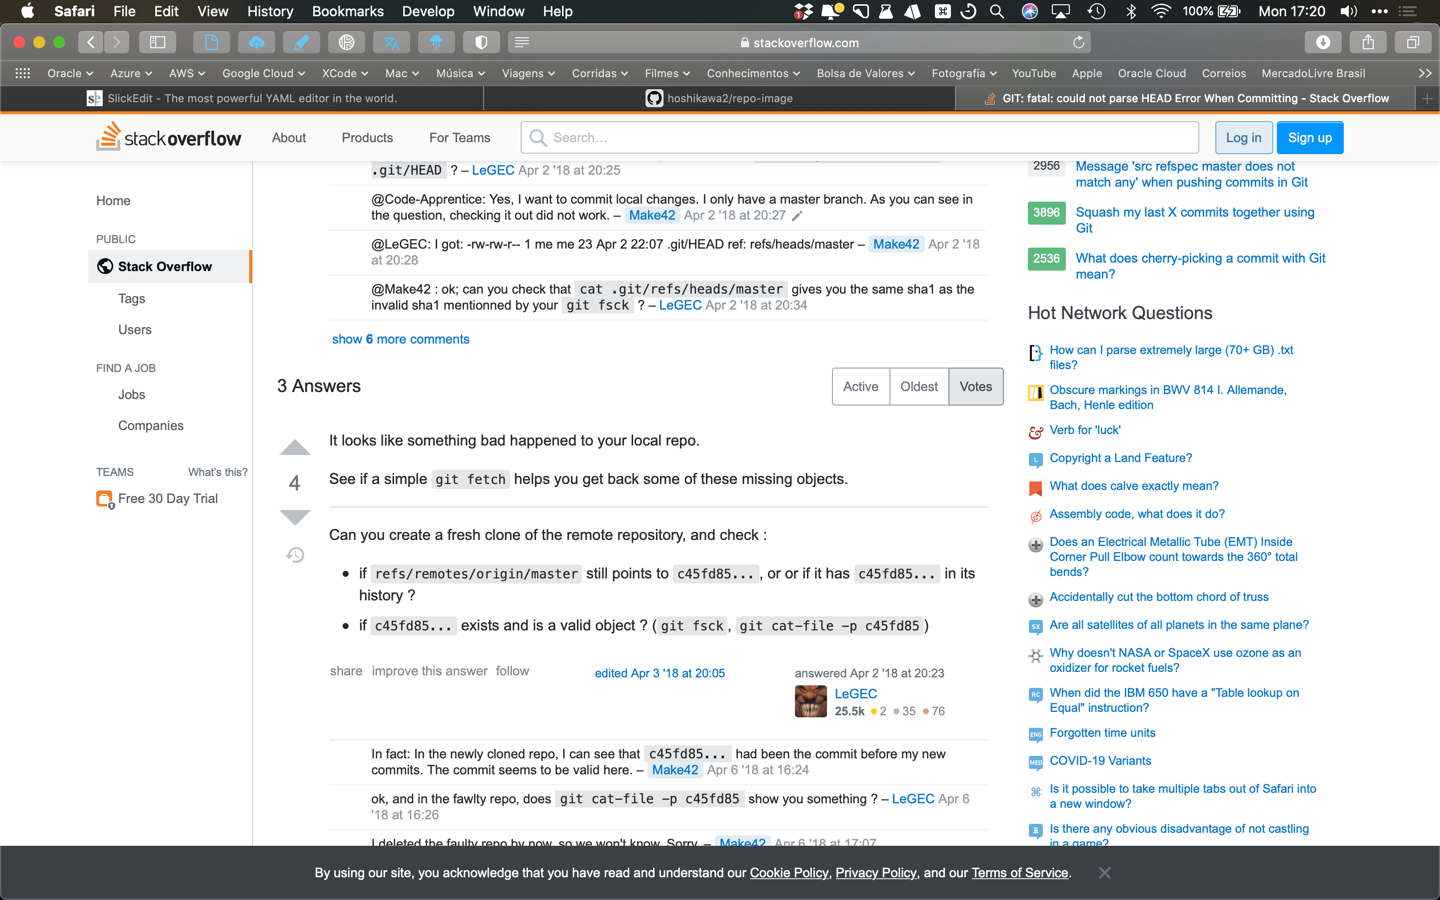 Safari File Edit View History Bookmarks Develop Window Help 100% Mon 17:20
stackoverflow.com
Oracle Azure AWS Google Cloud XCode Mac Música Viagens Corridas Filmes Conhecimentos Bolsa de Valores Fotografia YouTube Apple Oracle Cloud Correios MercadoLivre Brasil
SlickEdit - The most powerful YAML editor in the world.
hoshikawa2/repo-image
GIT: fatal: could not parse HEAD Error When Committing - Stack Overflow
stackoverflow About Products For Teams Search... Log in Sign up
Home
PUBLIC
Stack Overflow
Tags
Users
FIND A JOB
Jobs
Companies
TEAMS What's this?
Free 30 Day Trial
.git/HEAD ? – LeGEC Apr 2 '18 at 20:25
@Code-Apprentice: Yes, I want to commit local changes. I only have a master branch. As you can see in
the question, checking it out did not work. – Make42 Apr 2 '18 at 20:27
@LeGEC: I got: -rw-rw-r-- 1 me me 23 Apr 2 22:07 .git/HEAD ref: refs/heads/master – Make42 Apr 2 '18
at 20:28
@Make42 : ok; can you check that cat .git/refs/heads/master gives you the same sha1 as the
invalid sha1 mentionned by your git fsck ? – LeGEC Apr 2 '18 at 20:34
show 6 more comments
3 Answers
Active Oldest Votes
It looks like something bad happened to your local repo.
4
See if a simple git fetch helps you get back some of these missing objects.
Can you create a fresh clone of the remote repository, and check :
• if refs/remotes/origin/master still points to c45fd85..., or or if it has c45fd85... in its
history ?
• if c45fd85... exists and is a valid object ? (git fsck, git cat-file -p c45fd85)
share improve this answer follow
edited Apr 3 '18 at 20:05
answered Apr 2 '18 at 20:23
LeGEC
25.5k 2 35 76
In fact: In the newly cloned repo, I can see that c45fd85... had been the commit before my new
commits. The commit seems to be valid here. – Make42 Apr 6 '18 at 16:24
ok, and in the fawlty repo, does git cat-file -p c45fd85 show you something ? – LeGEC Apr 6
'18 at 16:26
I deleted the faulty repo by now, so we won't know. Sorry. – Make42 Apr 6 '18 at 17:07
2956 Message 'src refspec master does not
match any' when pushing commits in Git
3896 Squash my last X commits together using
Git
2536 What does cherry-picking a commit with Git
mean?
Hot Network Questions
How can I parse extremely large (70+ GB) .txt
files?
Obscure markings in BWV 814 I. Allemande,
Bach, Henle edition
Verb for 'luck'
Copyright a Land Feature?
What does calve exactly mean?
Assembly code, what does it do?
Does an Electrical Metallic Tube (EMT) Inside
Corner Pull Elbow count towards the 360° total
bends?
Accidentally cut the bottom chord of truss
Are all satellites of all planets in the same plane?
Why doesn't NASA or SpaceX use ozone as an
oxidizer for rocket fuels?
When did the IBM 650 have a "Table lookup on
Equal" instruction?
Forgotten time units
COVID-19 Variants
Is it possible to take multiple tabs out of Safari into
a new window?
Is there any obvious disadvantage of not castling
in a game?
By using our site, you acknowledge that you have read and understand our Cookie Policy, Privacy Policy, and our Terms of Service.